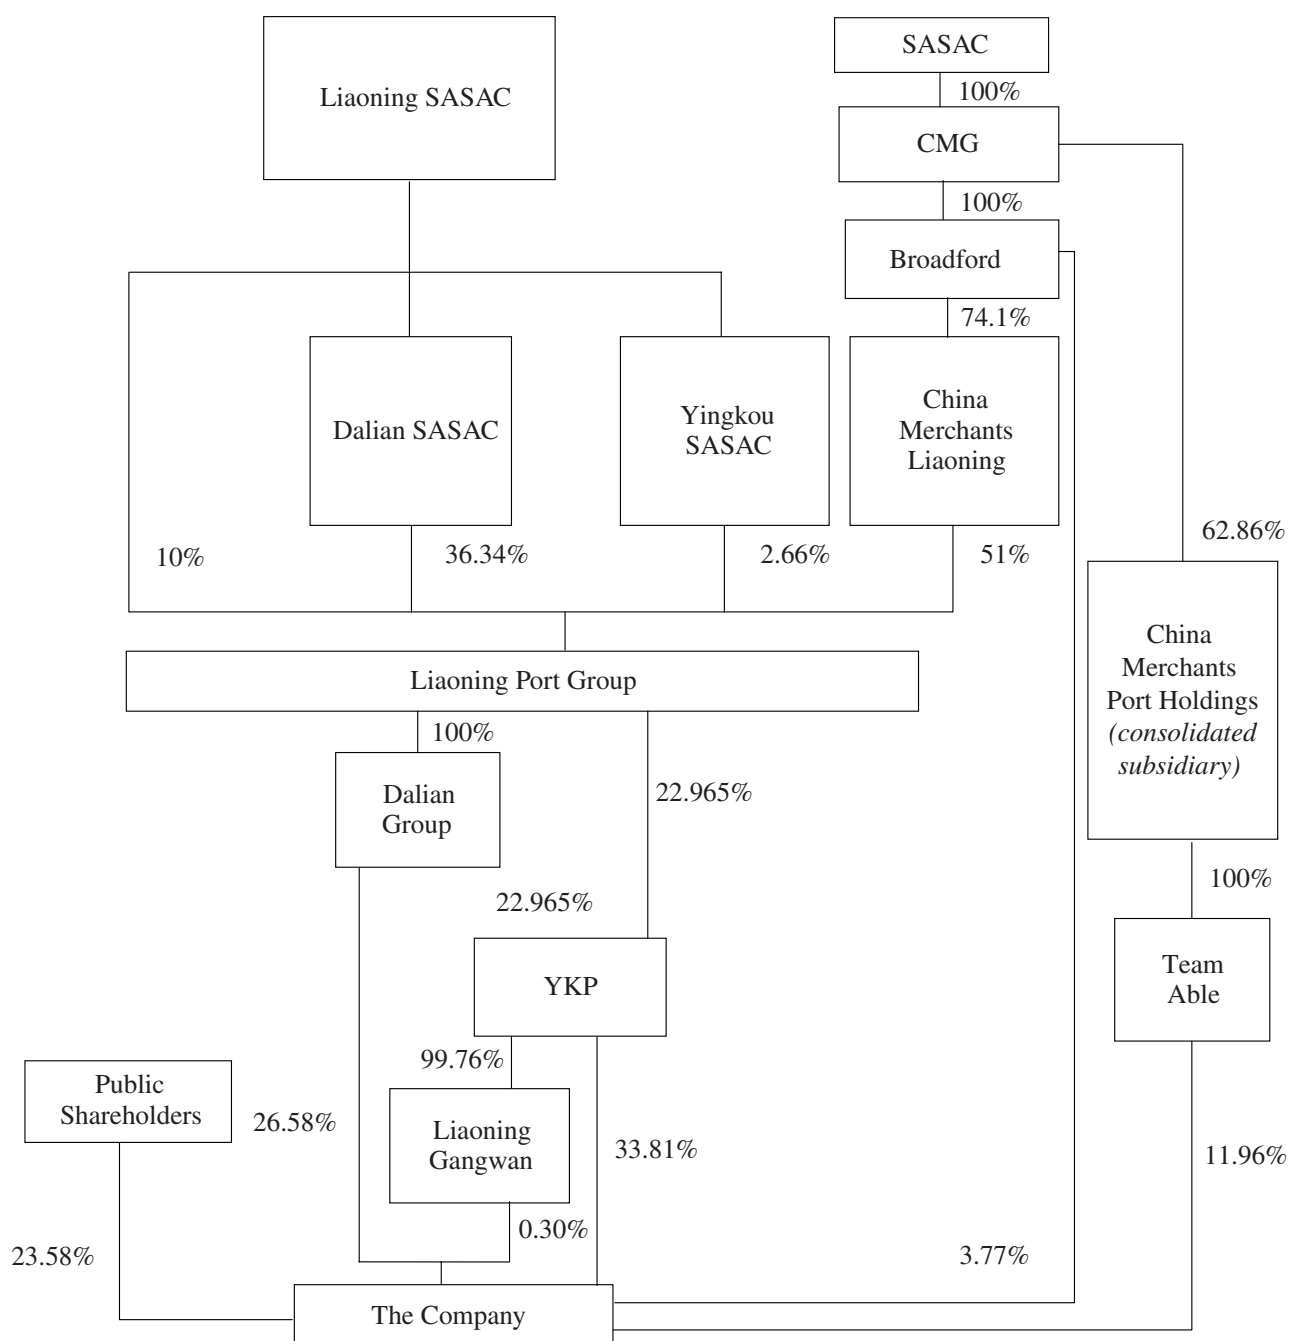 SASAC
Liaoning SASAC
100%
CMG
100%
Broadford
74.1%
Dalian SASAC
Yingkou
SASAC
China
Merchants
Liaoning
10%
36.34%
2.66%
51%
62.86%
China
Merchants
Port Holdings
(consolidated
subsidiary)
Liaoning Port Group
100%
22.965%
Dalian
Group
100%
22.965%
Team
Able
YKP
99.76%
Public
Shareholders
26.58%
Liaoning
Gangwan
33.81%
11.96%
0.30%
23.58%
3.77%
The Company